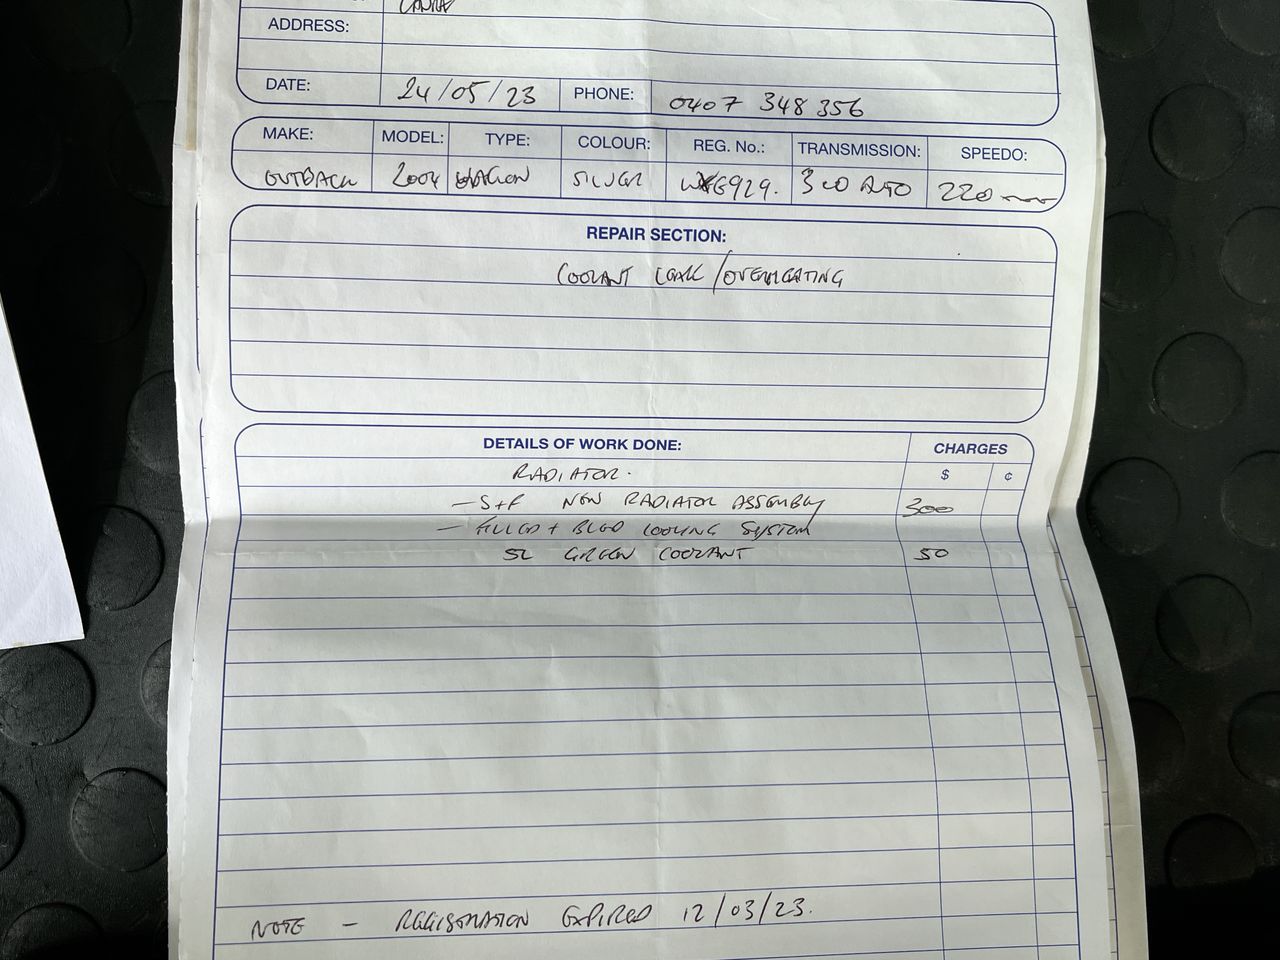 ADDRESS:
DATE: 24/05/23 PHONE: 0407 348 356
MAKE: MODEL: TYPE: COLOUR: REG. No.: TRANSMISSION: SPEEDO:
OUTBACK 2004 WAGON SILVER 929. AUTO 220
REPAIR SECTION:
COOLANT LEAK / OVERHEATING
DETAILS OF WORK DONE: CHARGES
RADIATOR. $ ¢
- S+F NEW RADIATOR ASSEMBLY 300
- FILLED + BLED COOLING SYSTEM
5L GREEN COOLANT 50
NOTE - REGISTRATION EXPIRED 12/03/23.